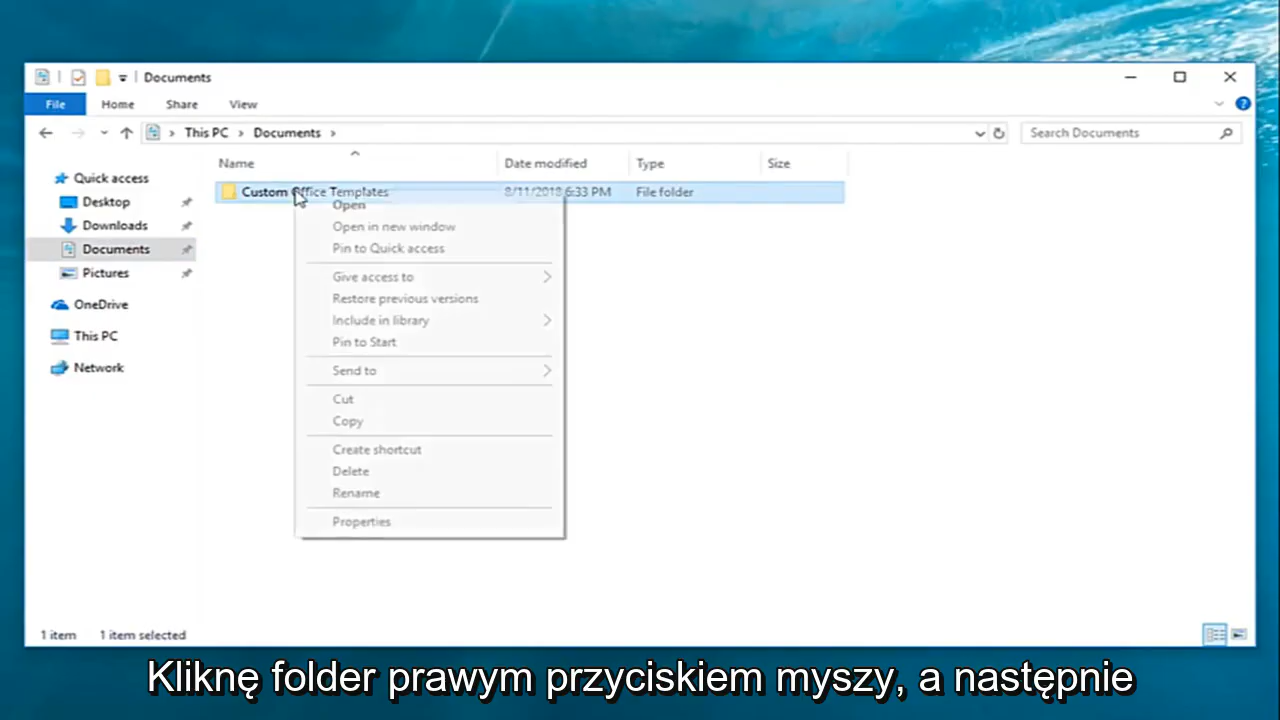 Documents
File Home Share View
This PC Documents
Search Documents
Name Date modified Type Size
Custom Office Templates 8/11/2018 6:33 PM File folder
Quick access
Desktop
Downloads
Documents
Pictures
OneDrive
This PC
Network
Open
Open in new window
Pin to Quick access
Give access to
Restore previous versions
Include in library
Pin to Start
Send to
Cut
Copy
Create shortcut
Delete
Rename
Properties
1 item 1 item selected
Kliknę folder prawym przyciskiem myszy, a następnie